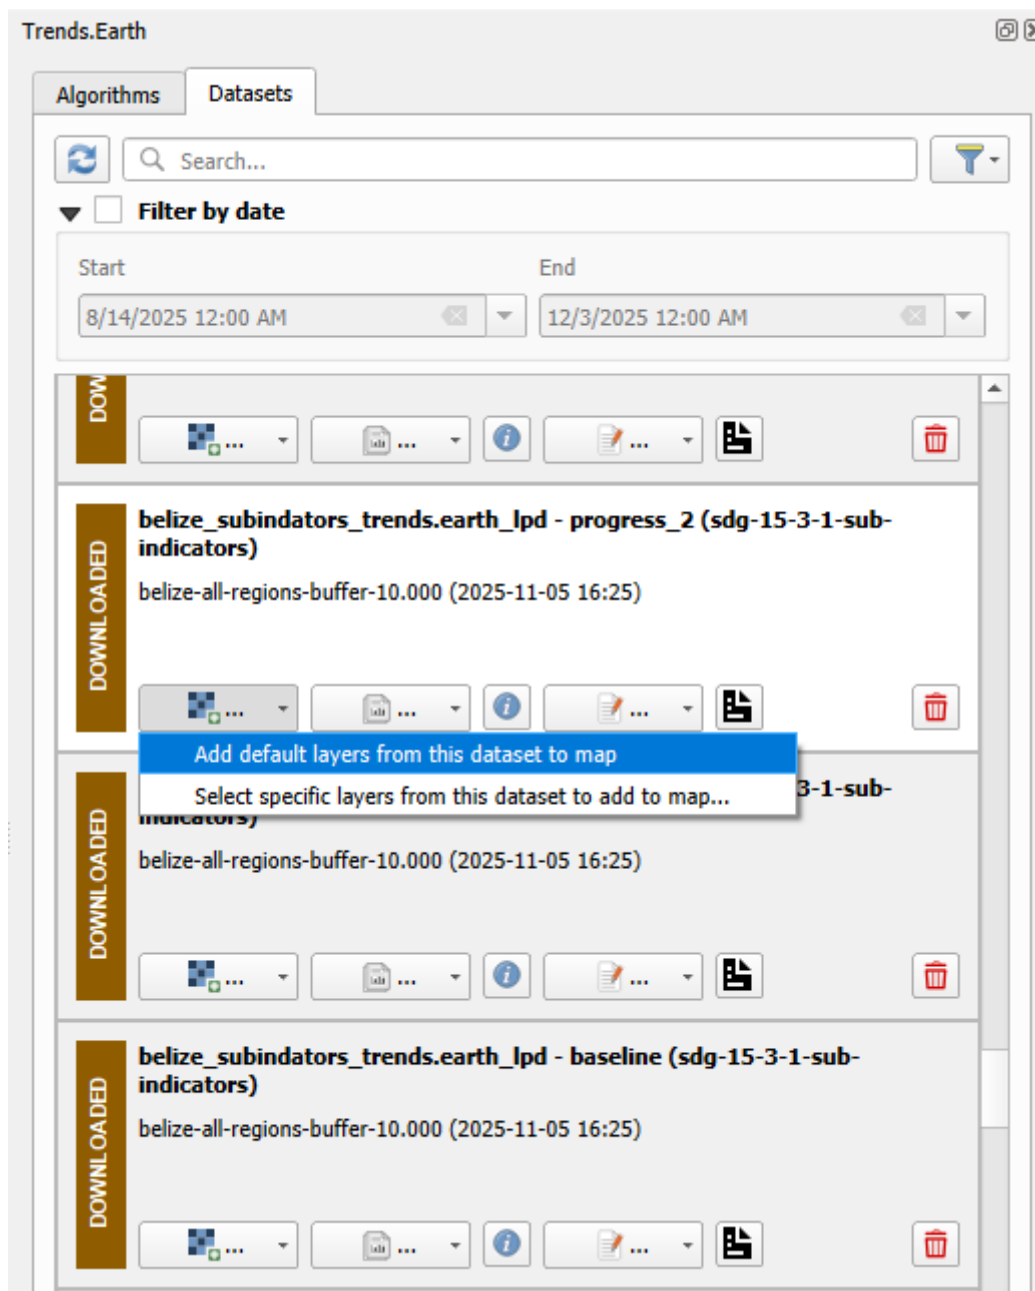 Trends.Earth
Algorithms
Datasets
Search...
Filter by date
Start
End
8/14/2025 12:00 AM
12/3/2025 12:00 AM
DOW
...
...
...
belize_subindators_trends.earth_lpd - progress_2 (sdg-15-3-1-sub-
indicators)
belize-all-regions-buffer-10.000 (2025-11-05 16:25)
DOWNLOADED
...
...
...
Add default layers from this dataset to map
Select specific layers from this dataset to add to map...
3-1-sub-
indicators)
belize-all-regions-buffer-10.000 (2025-11-05 16:25)
DOWNLOADED
...
...
...
belize_subindators_trends.earth_lpd - baseline (sdg-15-3-1-sub-
indicators)
belize-all-regions-buffer-10.000 (2025-11-05 16:25)
DOWNLOADED
...
...
...